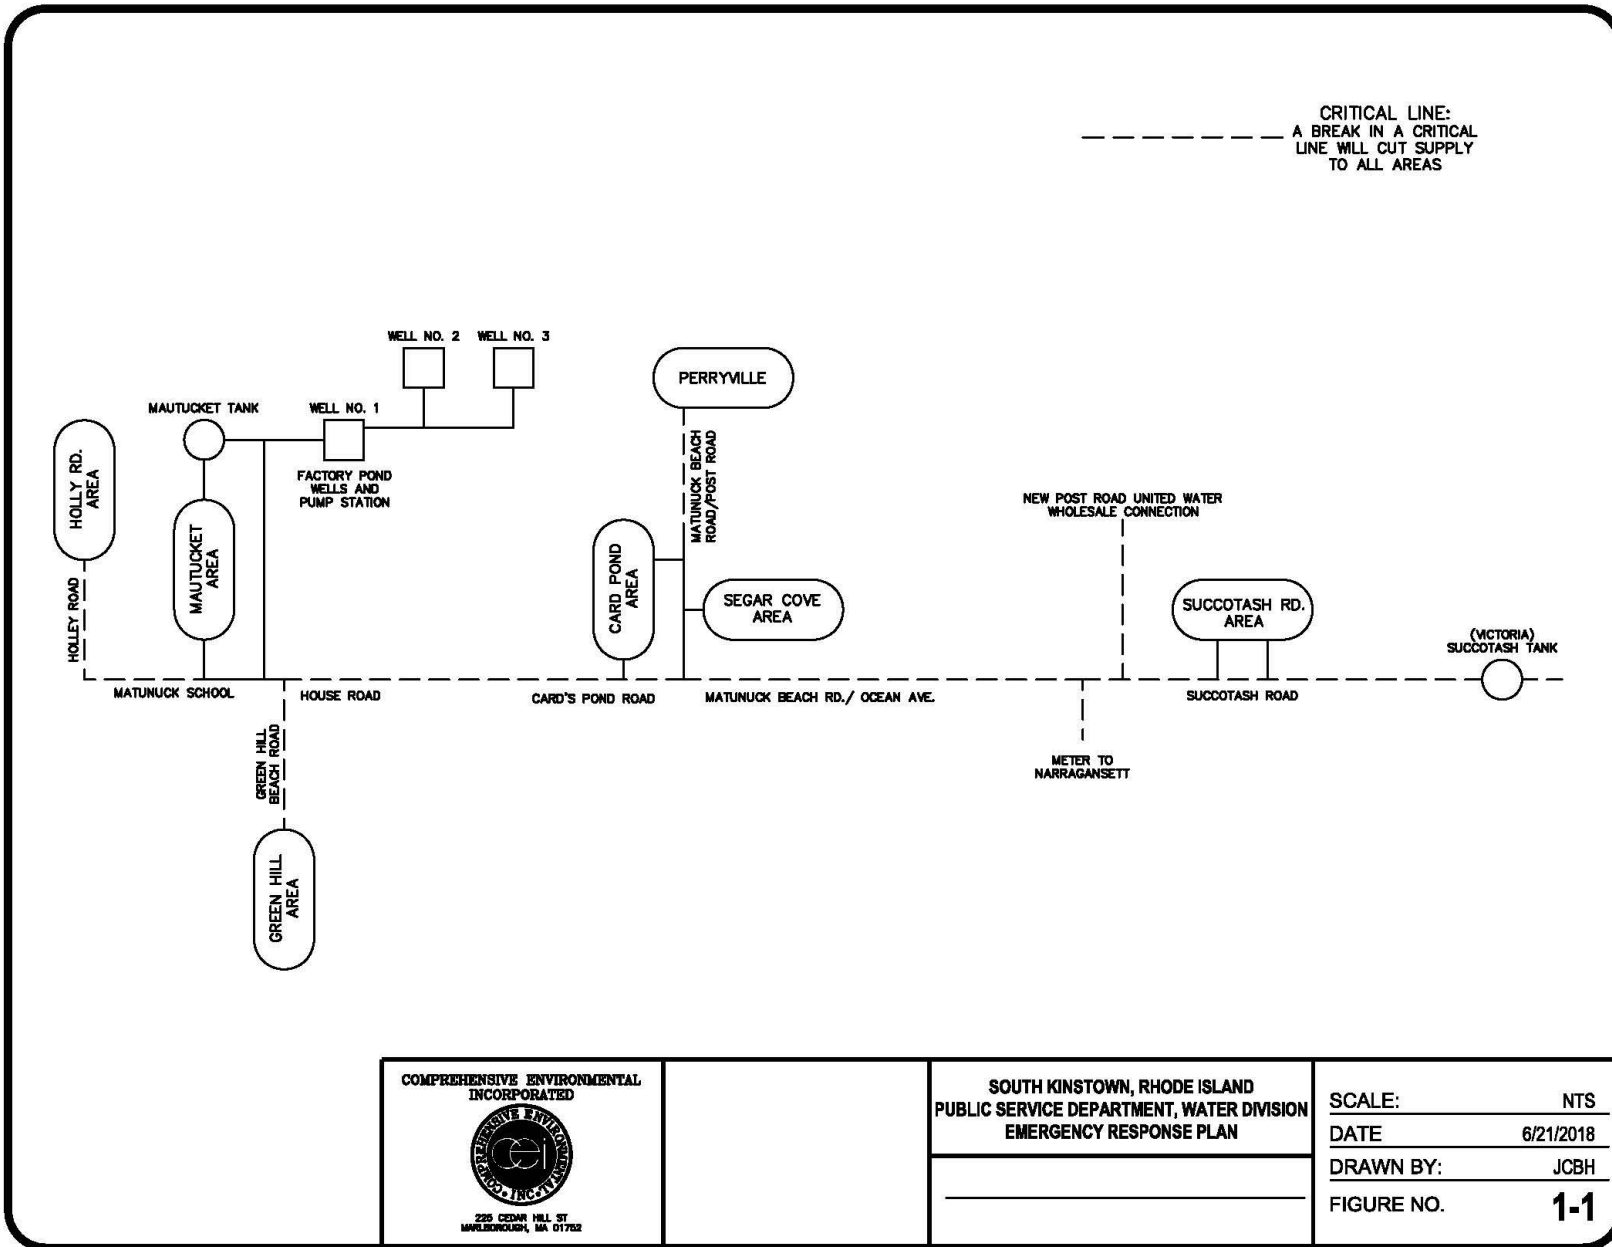 CRITICAL LINE:
A BREAK IN A CRITICAL
LINE WILL CUT SUPPLY
TO ALL AREAS
WELL NO. 2
WELL NO. 3
MAUTUCKET TANK
WELL NO. 1
FACTORY POND
WELLS AND
PUMP STATION
HOLLY RD.
AREA
HOLLEY ROAD
MAUTUCKET
AREA
PERRYVILLE
MATUNUCK BEACH
ROAD/POST ROAD
CARD POND
AREA
SEGAR COVE
AREA
NEW POST ROAD UNITED WATER
WHOLESALE CONNECTION
SUCCOTASH RD.
AREA
(VICTORIA)
SUCCOTASH TANK
MATUNUCK SCHOOL
HOUSE ROAD
CARD'S POND ROAD
MATUNUCK BEACH RD./ OCEAN AVE.
SUCCOTASH ROAD
GREEN HILL
BEACH ROAD
METER TO
NARRAGANSETT
GREEN HILL
AREA
COMPREHENSIVE ENVIRONMENTAL
INCORPORATED
COMPREHENSIVE ENVIRONMENTAL
• INC •
cei
225 CEDAR HILL ST
MARLBOROUGH, MA 01752
SOUTH KINSTOWN, RHODE ISLAND
PUBLIC SERVICE DEPARTMENT, WATER DIVISION
EMERGENCY RESPONSE PLAN
SCALE: NTS
DATE 6/21/2018
DRAWN BY: JCBH
FIGURE NO. 1-1